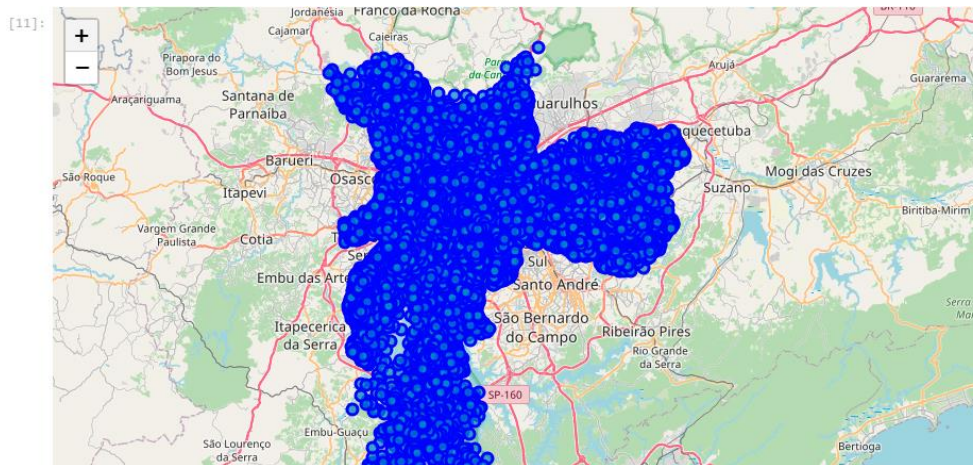 [11]:
+
−
Jordanésia
Franco da Rocha
Cajamar
Caieiras
Pirapora do
Bom Jesus
Arujá
Guararema
Araçariguama
Santana de
Parnaíba
uarulhos
aquecetuba
Barueri
São Roque
Osasc
Itapevi
Mogi das Cruzes
Suzano
Biritiba-Mirim
Vargem Grande
Paulista
Cotia
Embu das Arte
Sul
Santo André
São Bernardo
do Campo
Ribeirão Pires
Itapecerica
da Serra
Rio Grande
da Serra
SP-160
Embu-Guaçu
São Lourenço
da Serra
Bertioga